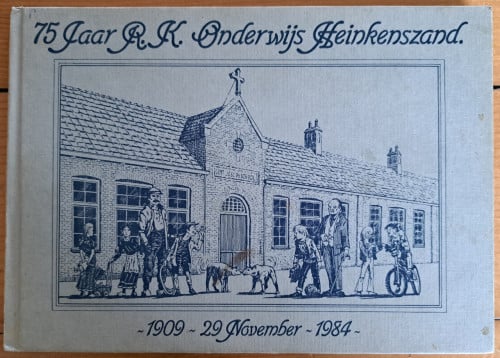 75 Jaar R.K. Onderwijs Heinkenszand.
~1909 ~ 29 November ~ 1984 ~